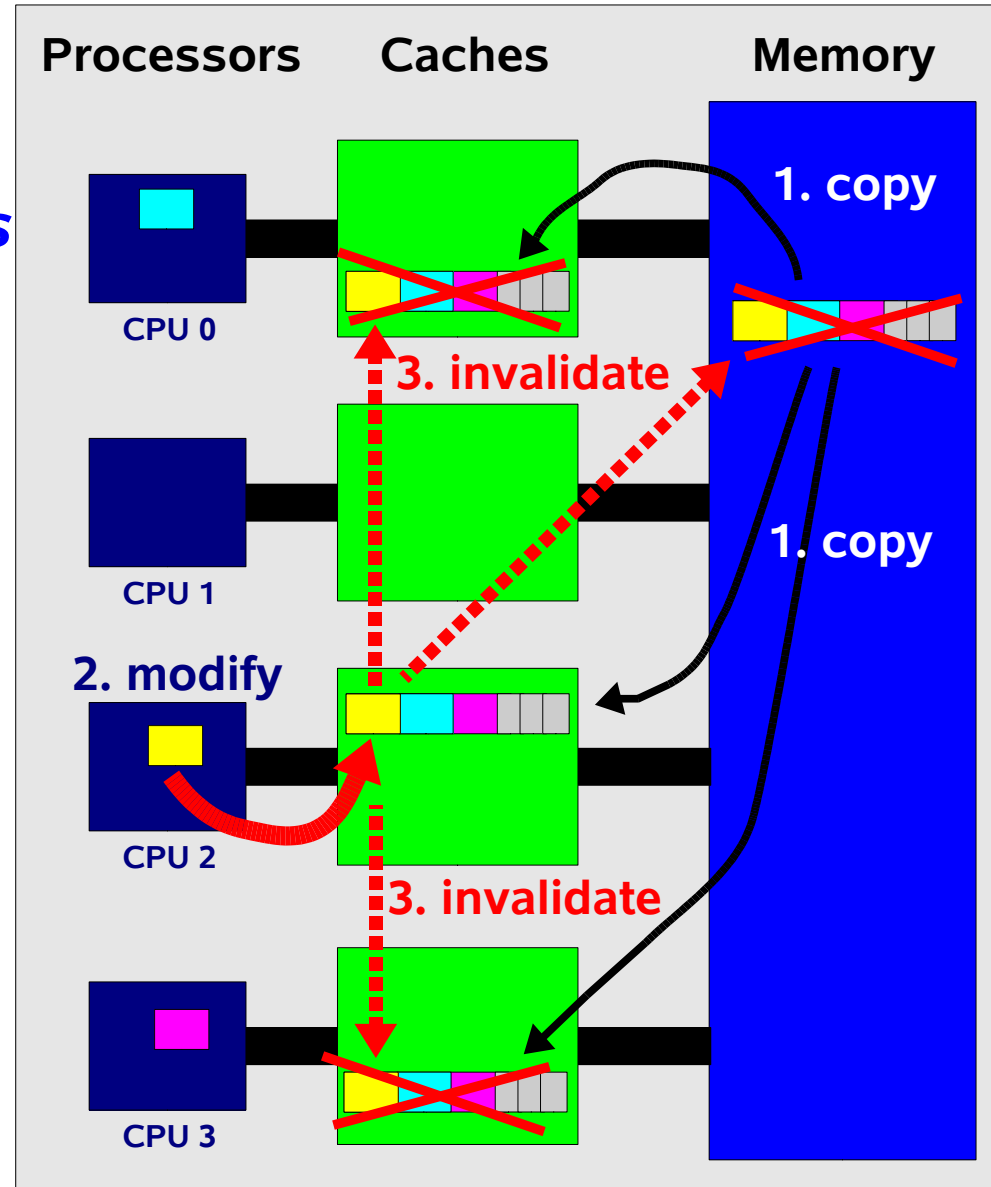 Processors Caches Memory
1. copy
s
CPU 0
3. invalidate
1. copy
CPU 1
2. modify
CPU 2
3. invalidate
CPU 3